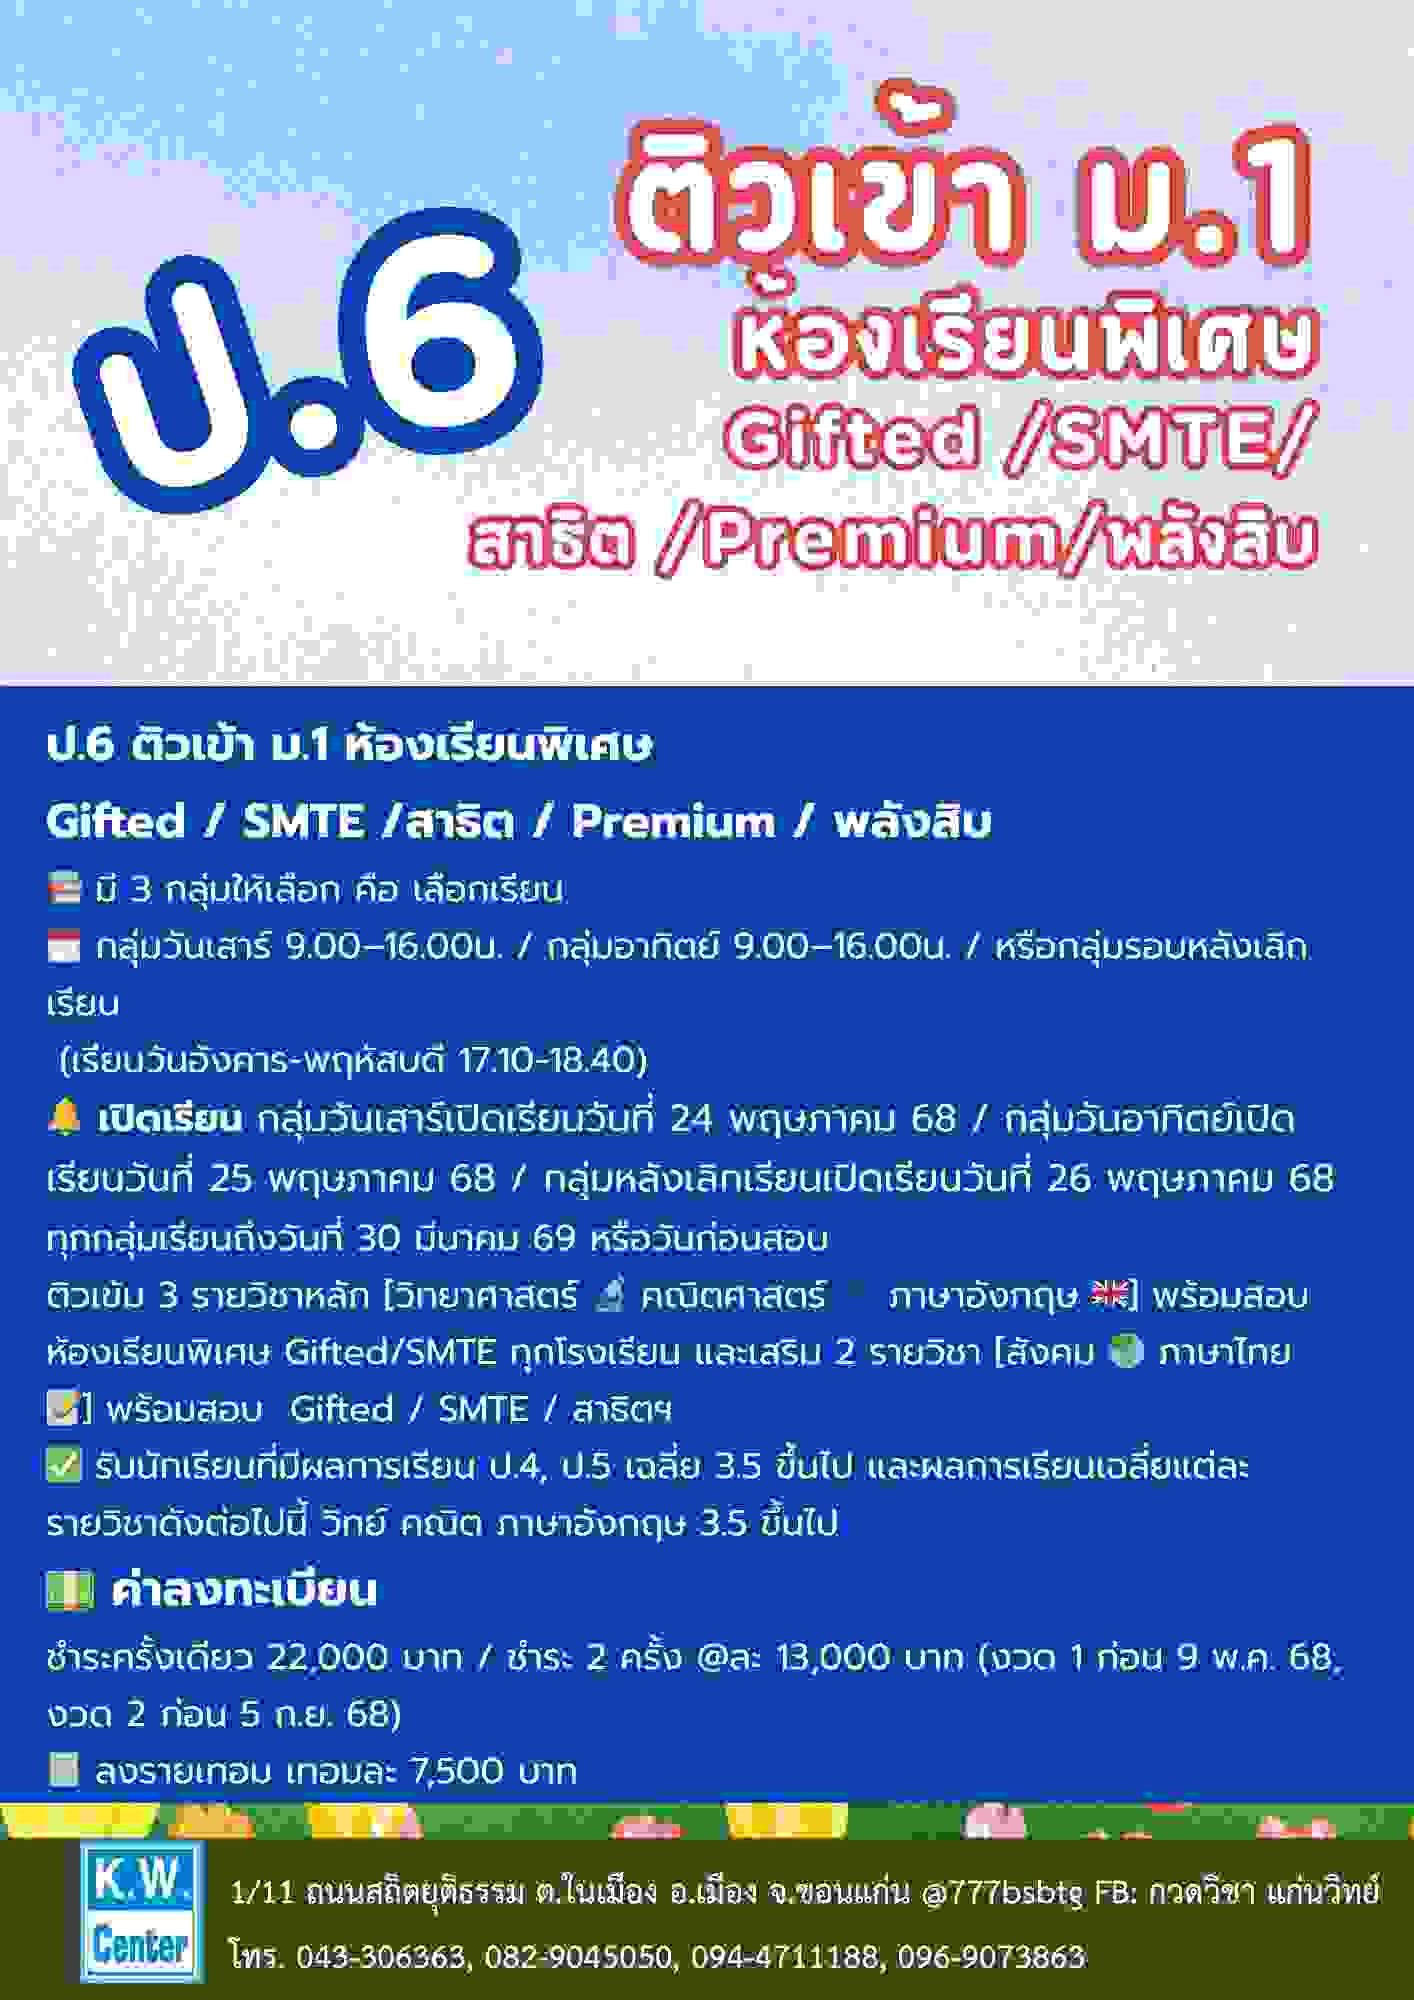 ป.6
ติวเข้า ม.1
ห้องเรียนพิเศษ
Gifted /SMTE/
สาธิต /Premium/พลังสิบ
ป.6 ติวเข้า ม.1 ห้องเรียนพิเศษ
Gifted / SMTE /สาธิต / Premium / พลังสิบ
มี 3 กลุ่มให้เลือก คือ เลือกเรียน
กลุ่มวันเสาร์ 9.00–16.00น. / กลุ่มอาทิตย์ 9.00–16.00น. / หรือกลุ่มรอบหลังเลิก
เรียน
(เรียนวันอังคาร-พฤหัสบดี 17.10-18.40)
🔔 เปิดเรียน กลุ่มวันเสาร์เปิดเรียนวันที่ 24 พฤษภาคม 68 / กลุ่มวันอาทิตย์เปิด
เรียนวันที่ 25 พฤษภาคม 68 / กลุ่มหลังเลิกเรียนเปิดเรียนวันที่ 26 พฤษภาคม 68
ทุกกลุ่มเรียนถึงวันที่ 30 มีนาคม 69 หรือวันก่อนสอบ
ติวเข้ม 3 รายวิชาหลัก [วิทยาศาสตร์ 🔬 คณิตศาสตร์ ภาษาอังกฤษ 🇬🇧] พร้อมสอบ
ห้องเรียนพิเศษ Gifted/SMTE ทุกโรงเรียน และเสริม 2 รายวิชา [สังคม 🌏 ภาษาไทย
📝] พร้อมสอบ Gifted / SMTE / สาธิตฯ
✅ รับนักเรียนที่มีผลการเรียน ป.4, ป.5 เฉลี่ย 3.5 ขึ้นไป และผลการเรียนเฉลี่ยแต่ละ
รายวิชาดังต่อไปนี้ วิทย์ คณิต ภาษาอังกฤษ 3.5 ขึ้นไป
💵 ค่าลงทะเบียน
ชำระครั้งเดียว 22,000 บาท / ชำระ 2 ครั้ง @ละ 13,000 บาท (งวด 1 ก่อน 9 พ.ค. 68,
งวด 2 ก่อน 5 ก.ย. 68)
ลงรายเทอม เทอมละ 7,500 บาท
K.W.
Center
1/11 ถนนสถิตยุติธรรม ต.ในเมือง อ.เมือง จ.ขอนแก่น @777bsbtg FB: กวดวิชา แก่นวิทย์
โทร. 043-306363, 082-9045050, 094-4711188, 096-9073863